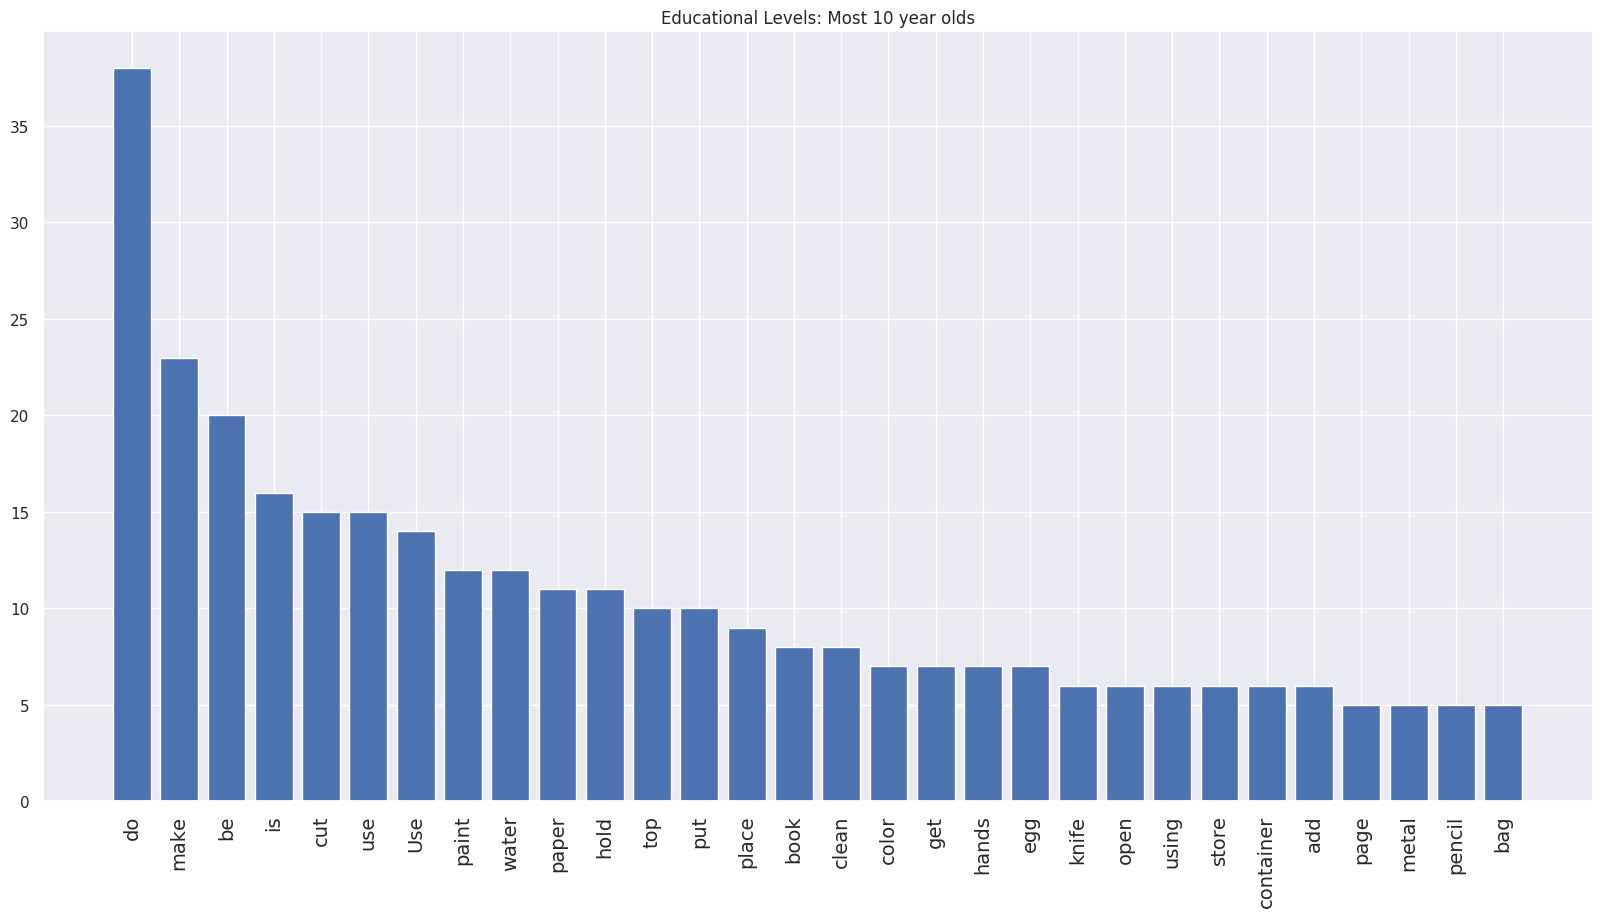 Educational Levels: Most 10 year olds
35
30
25
20
15
10
5
0
do
make
be
is
cut
use
Use
paint
water
paper
hold
top
put
place
book
clean
color
get
hands
egg
knife
open
using
store
container
add
page
metal
pencil
bag